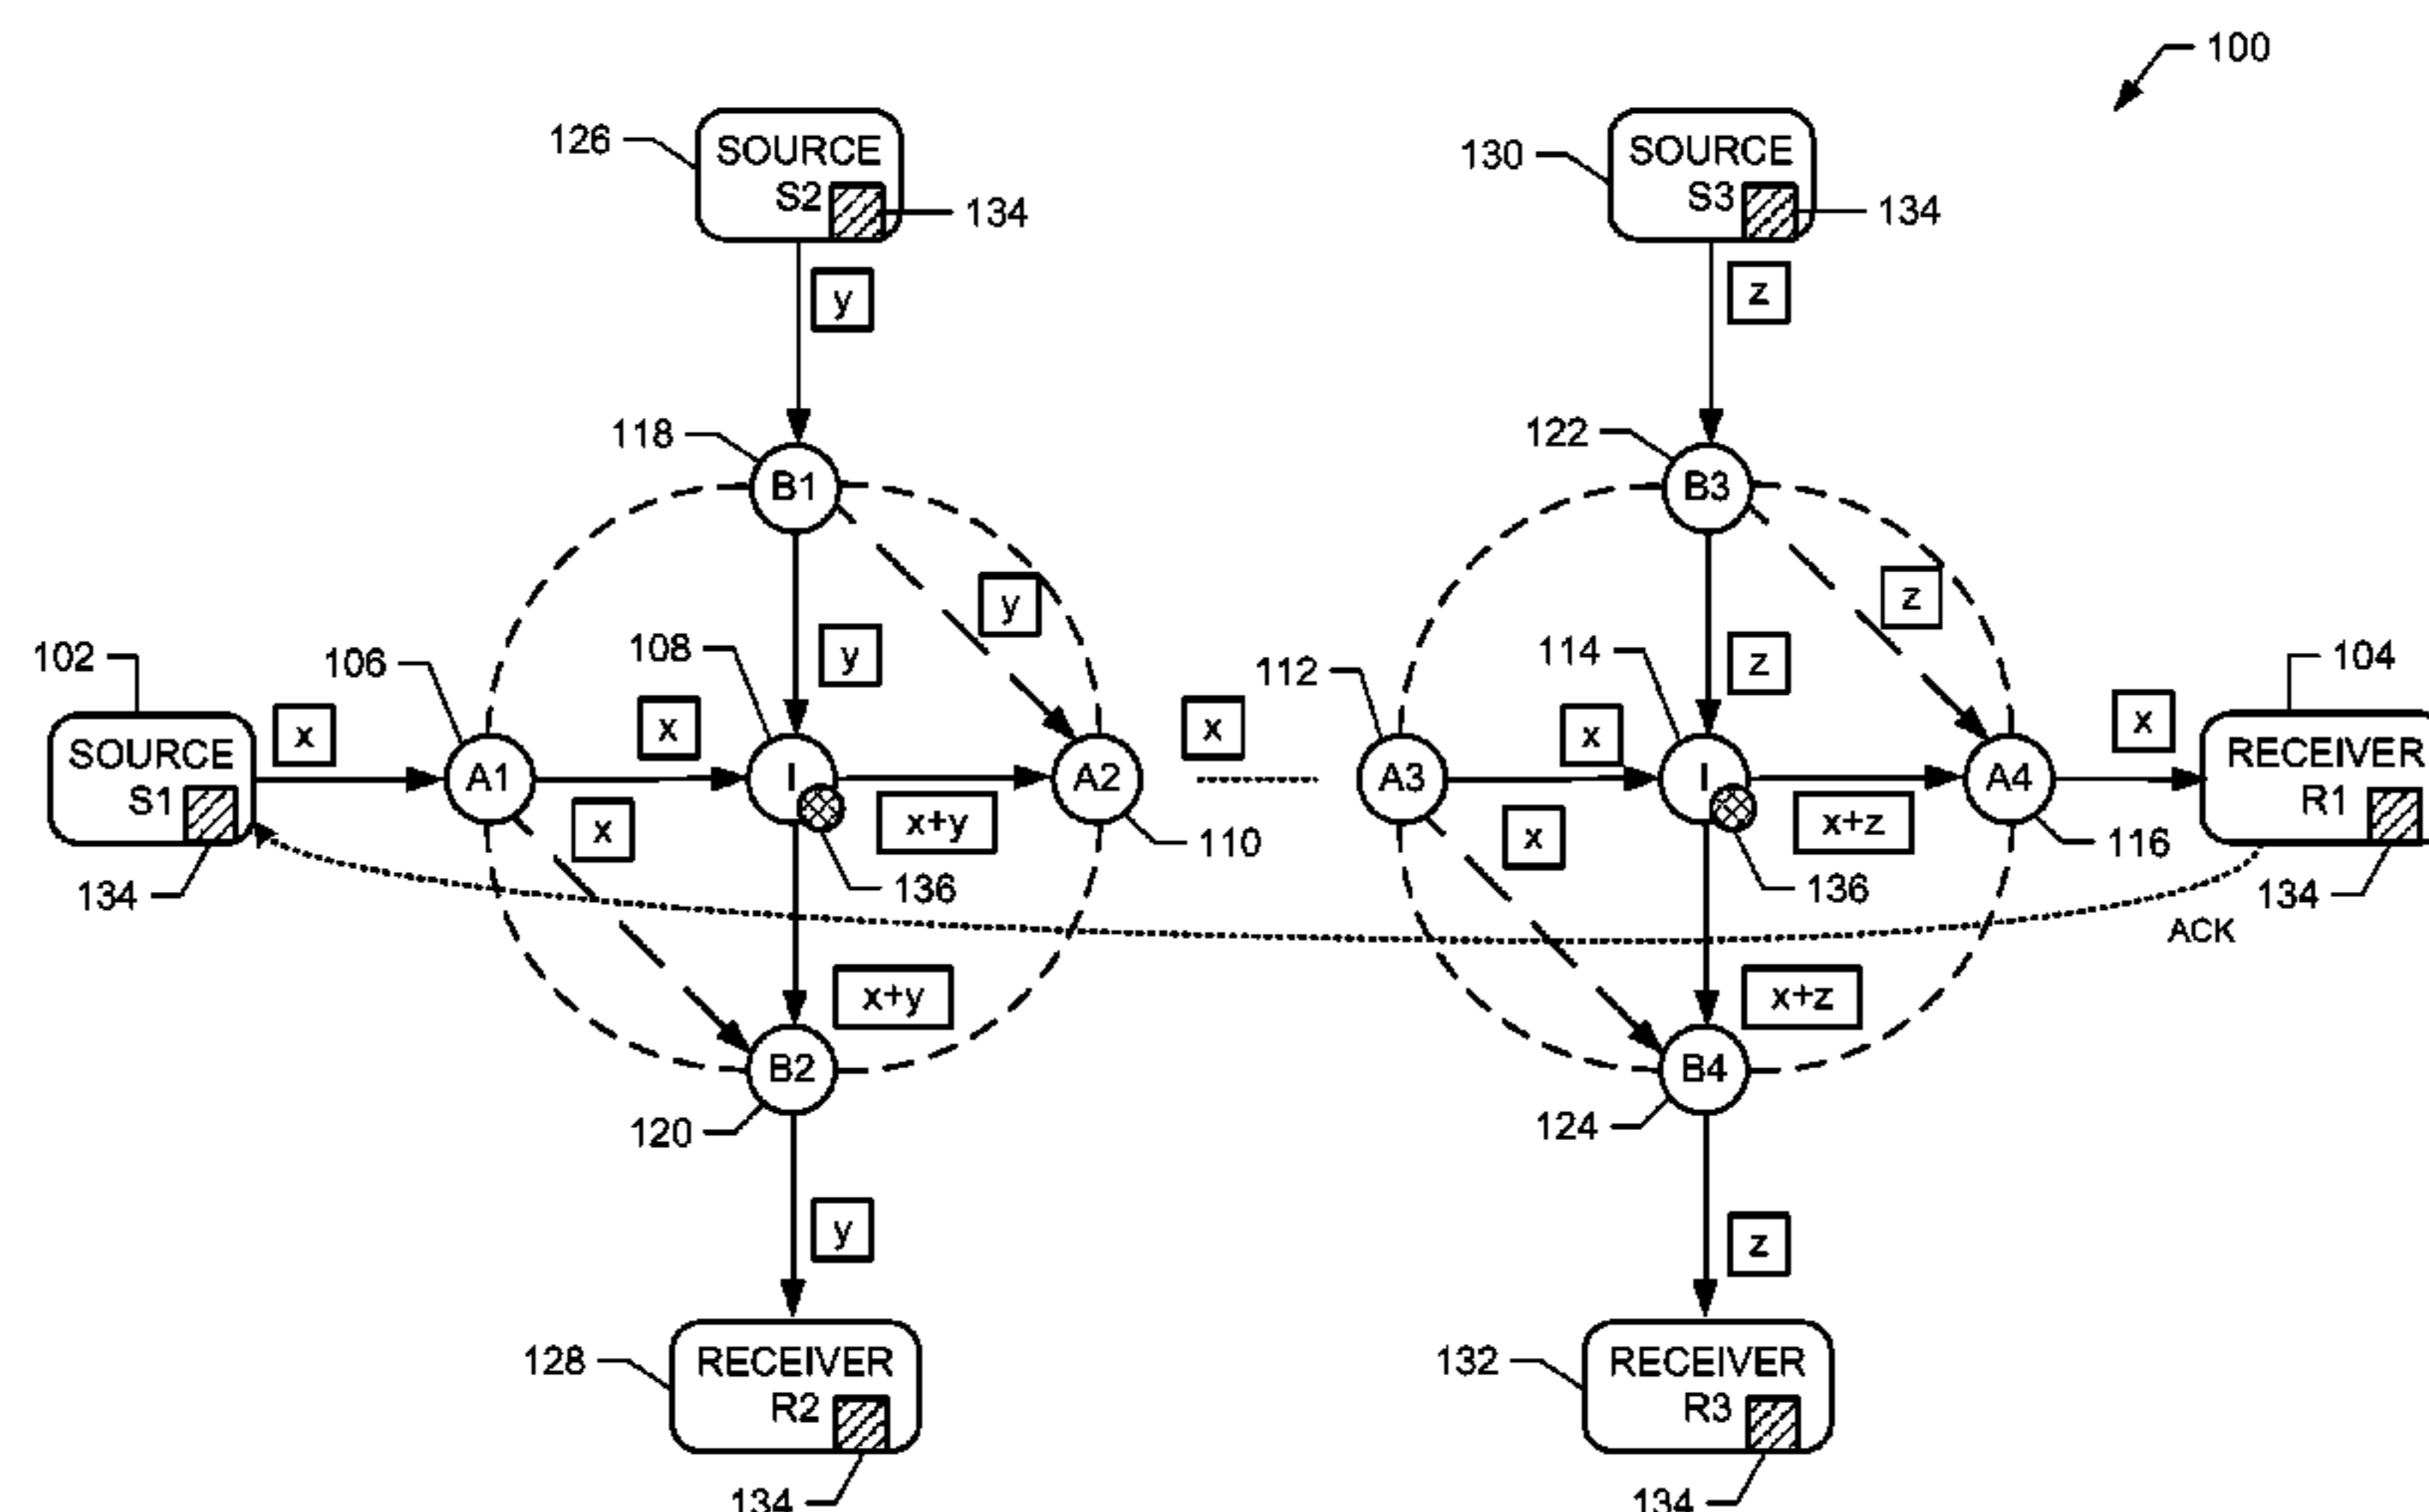 100
126
SOURCE
S2
134
130
SOURCE
S3
134
y
z
118
B1
122
B3
y
z
102
106
108
y
114
z
112
104
SOURCE
S1
x
A1
x
I
A2
x
A3
x
I
A4
x
RECEIVER
R1
x
x+y
110
x
x+z
116
134
136
136
134
ACK
x+y
x+z
B2
B4
120
124
y
z
128
RECEIVER
R2
132
RECEIVER
R3
134
134